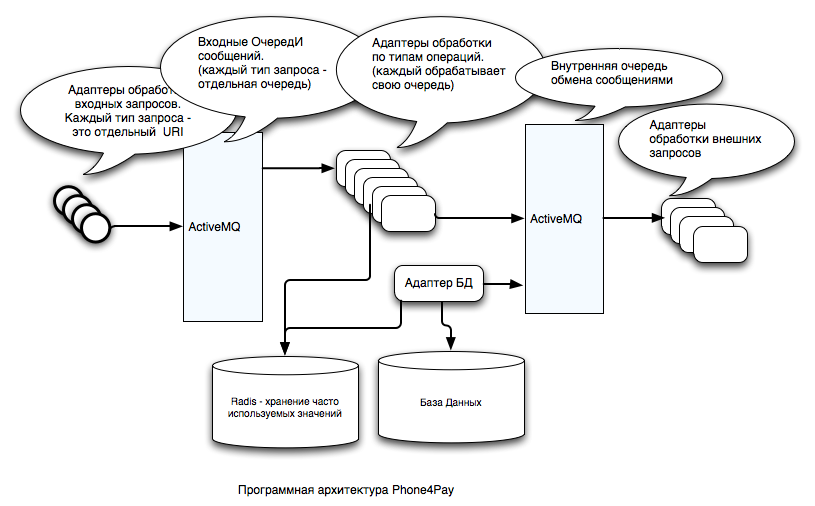 Адаптеры обработк
входных запросов.
Каждый тип запроса -
это отдельный URI
Входные ОчередИ
сообщений.
(каждый тип запроса -
отдельная очередь)
Адаптеры обработки
по типам операций.
(каждый обрабатывает
свою очередь)
Внутренняя очередь
обмена сообщениями
Адаптеры
обработки внешних
запросов
ActiveMQ
ActiveMQ
Адаптер БД
Radis - хранение часто
используемых значений
База Данных
Программная архитектура Phone4Pay